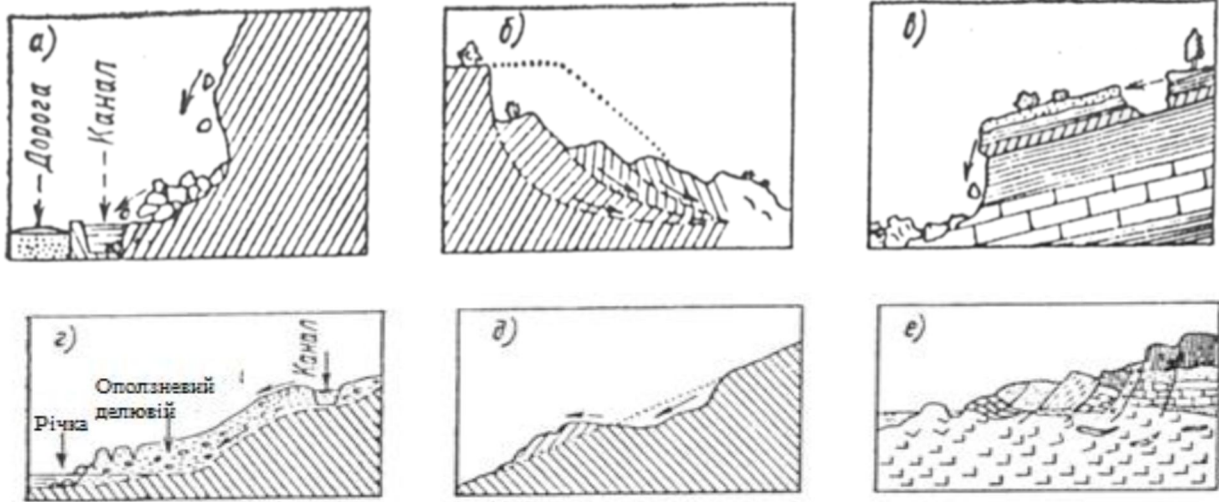 а)
Дорога
Канал
б)
в)
г)
Канал
Оползневий
делювій
Річка
д)
е)